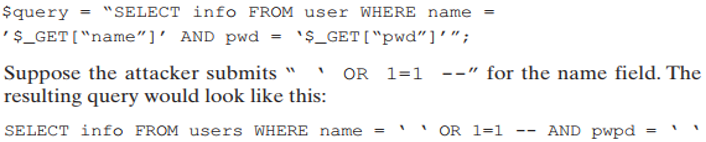 $query = “SELECT info FROM user WHERE name =
’$_GET[“name”]’ AND pwd = ‘$_GET[“pwd”]’”;
Suppose the attacker submits “ ‘ OR 1=1 --” for the name field. The
resulting query would look like this:
SELECT info FROM users WHERE name = ‘ ‘ OR 1=1 -- AND pwpd = ‘ ‘